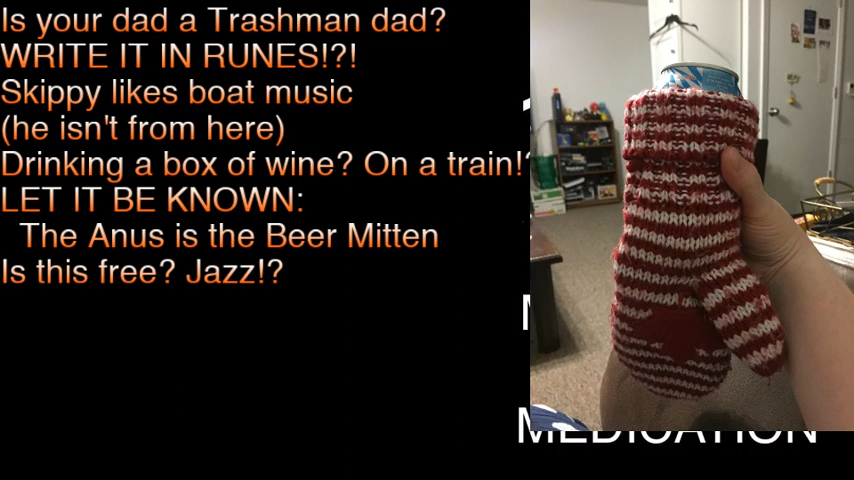 Is your dad a Trashman dad?
WRITE IT IN RUNES!?!
Skippy likes boat music
(he isn't from here)
Drinking a box of wine? On a train!?
LET IT BE KNOWN:
The Anus is the Beer Mitten
Is this free? Jazz!?
MEDICATION